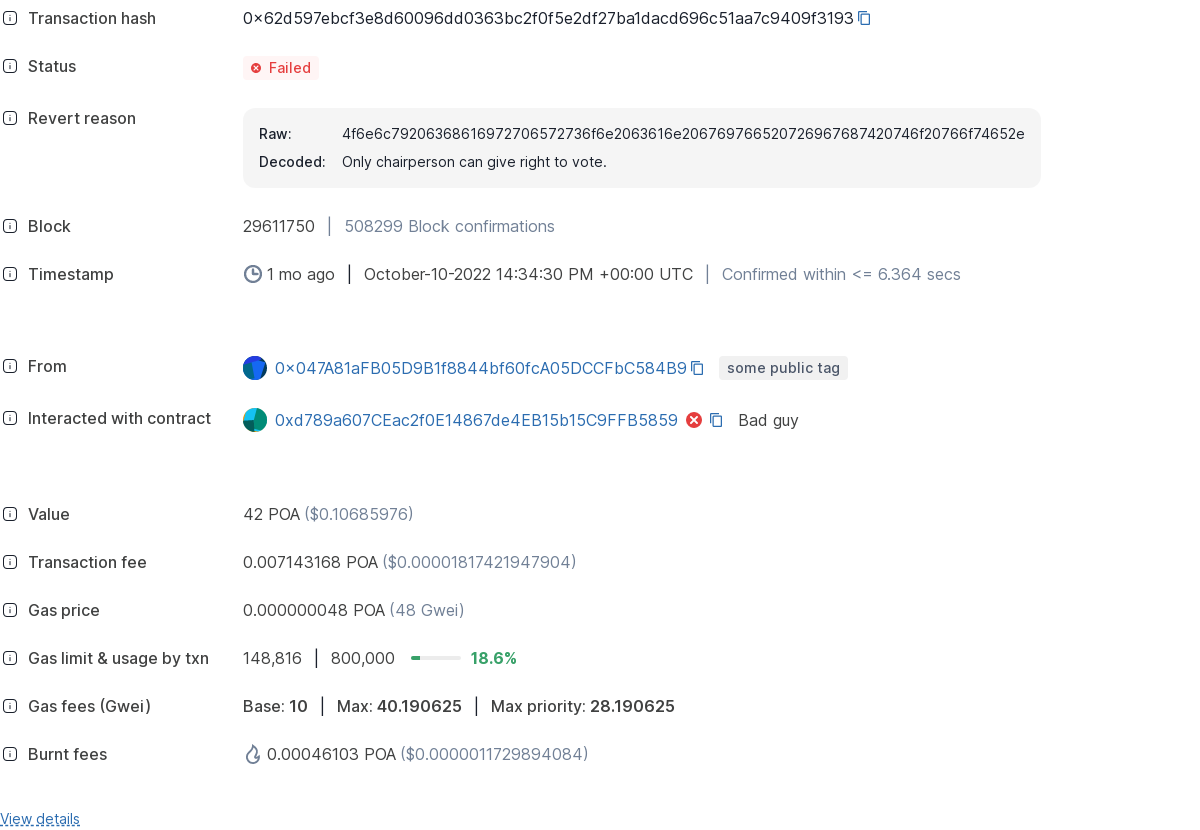 Transaction hash 0x62d597ebcf3e8d60096dd0363bc2f0f5e2df27ba1dacd696c51aa7c9409f3193
Status Failed
Revert reason
Raw: 4f6e6c79206368616972706572736f6e2063616e206769766520726967687420746f20766f74652e
Decoded: Only chairperson can give right to vote.
Block 29611750 | 508299 Block confirmations
Timestamp 1 mo ago | October-10-2022 14:34:30 PM +00:00 UTC | Confirmed within <= 6.364 secs
From 0x047A81aFB05D9B1f8844bf60fcA05DCCFbC584B9 some public tag
Interacted with contract 0xd789a607CEac2f0E14867de4EB15b15C9FFB5859 Bad guy
Value 42 POA ($0.10685976)
Transaction fee 0.007143168 POA ($0.00001817421947904)
Gas price 0.000000048 POA (48 Gwei)
Gas limit & usage by txn 148,816 | 800,000 18.6%
Gas fees (Gwei) Base: 10 | Max: 40.190625 | Max priority: 28.190625
Burnt fees 0.00046103 POA ($0.0000011729894084)
View details